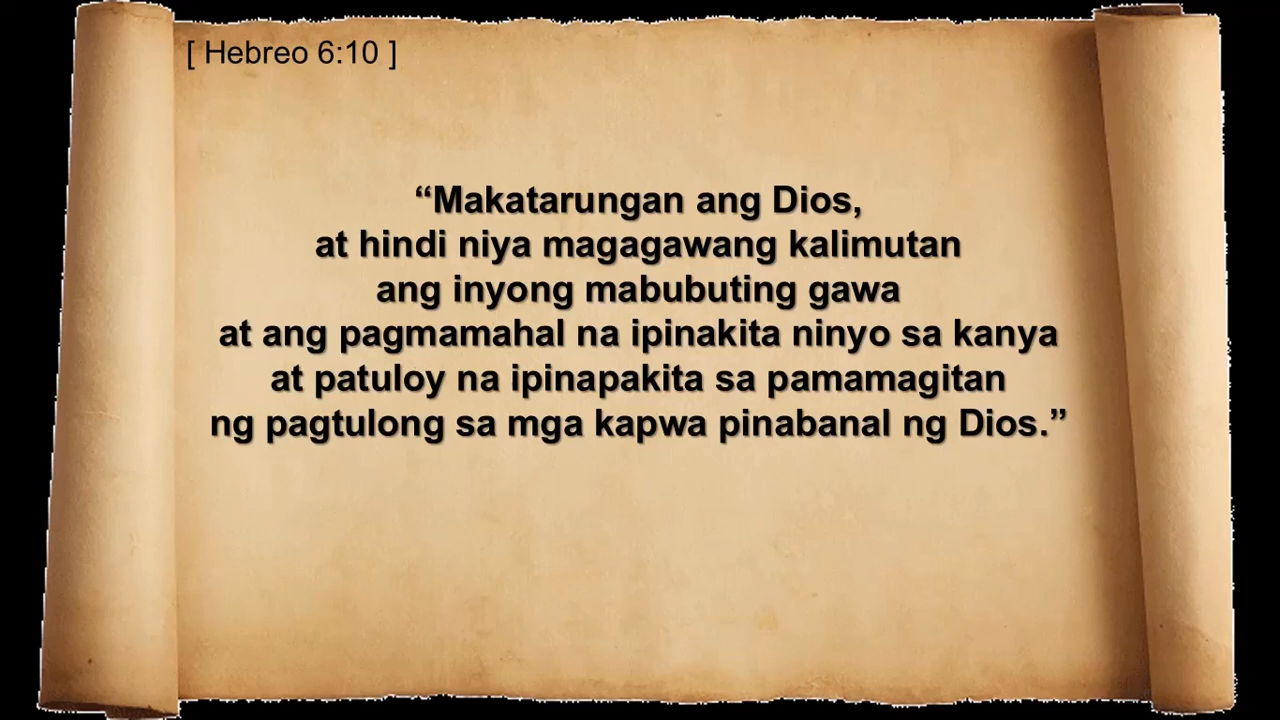 [ Hebreo 6:10 ]
“Makatarungan ang Dios,
at hindi niya magagawang kalimutan
ang inyong mabubuting gawa
at ang pagmamahal na ipinakita ninyo sa kanya
at patuloy na ipinapakita sa pamamagitan
ng pagtulong sa mga kapwa pinabanal ng Dios.”